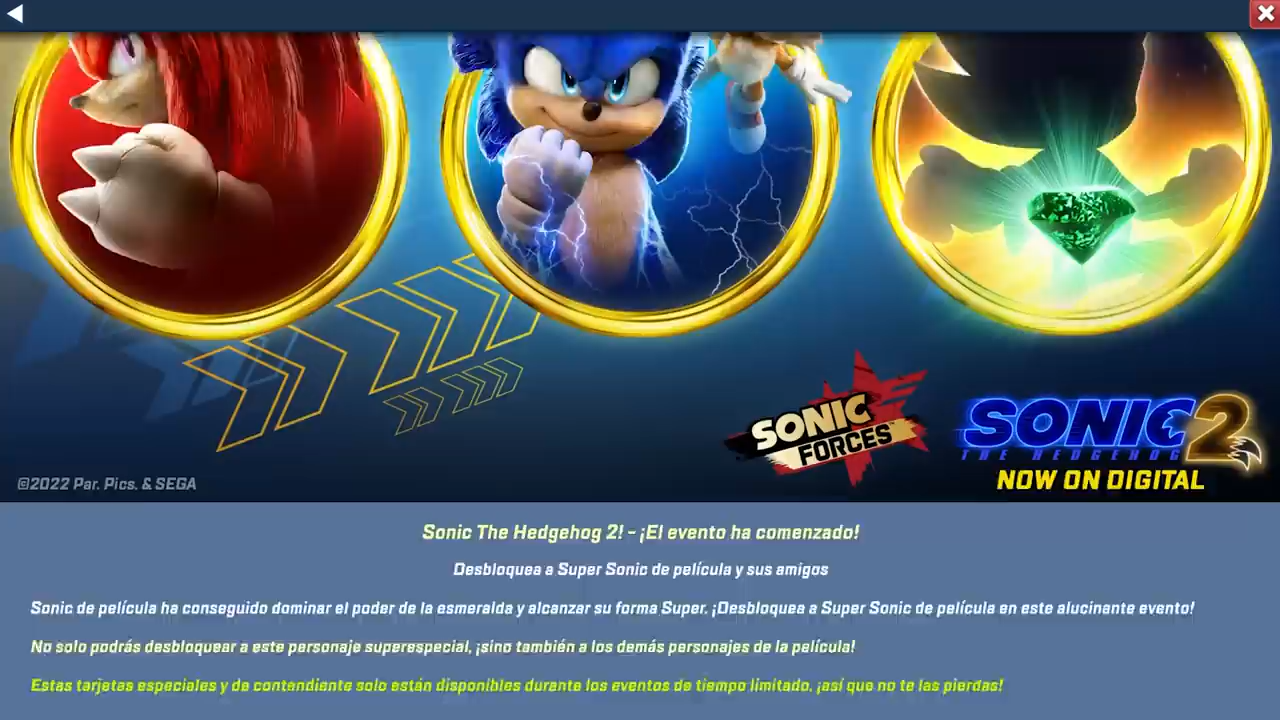 SONIC
FORCES™
SONIC 2
THE HEDGEHOG
NOW ON DIGITAL
©2022 Par. Pics. & SEGA
Sonic The Hedgehog 2! - ¡El evento ha comenzado!
Desbloquea a Super Sonic de película y sus amigos
Sonic de película ha conseguido dominar el poder de la esmeralda y alcanzar su forma Super. ¡Desbloquea a Super Sonic de película en este alucinante evento!
No solo podrás desbloquear a este personaje superespecial, ¡sino también a los demás personajes de la película!
Estas tarjetas especiales y de contendiente solo están disponibles durante los eventos de tiempo limitado, ¡así que no te las pierdas!